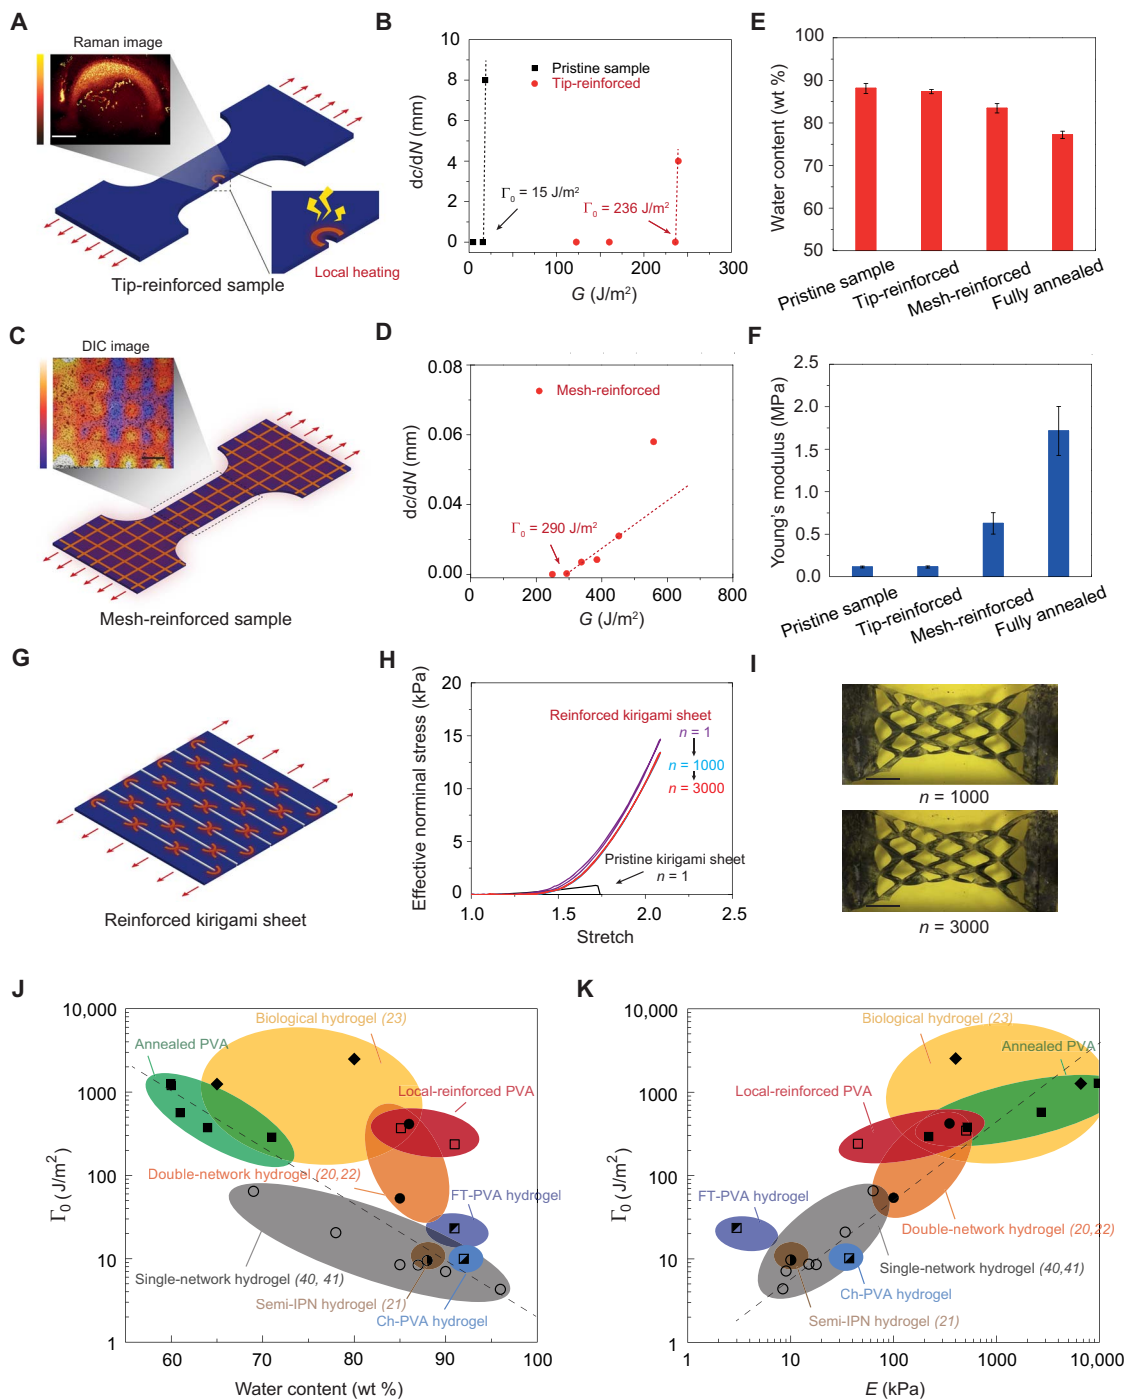 A
Raman image
Local heating
Tip-reinforced sample
B
10
8
6
4
2
0
dc/dN (mm)
Pristine sample
Tip-reinforced
Γ0 = 15 J/m2
Γ0 = 236 J/m2
0
100
200
300
G (J/m2)
E
100
90
80
70
60
50
Water content (wt %)
Pristine sample
Tip-reinforced
Mesh-reinforced
Fully annealed
C
DIC image
Mesh-reinforced sample
D
0.08
0.06
0.04
0.02
0.00
dc/dN (mm)
Mesh-reinforced
Γ0 = 290 J/m2
0
200
400
600
800
G (J/m2)
F
2.5
2.0
1.5
1.0
0.5
0.0
Young's modulus (MPa)
Pristine sample
Tip-reinforced
Mesh-reinforced
Fully annealed
G
Reinforced kirigami sheet
H
20
15
10
5
0
Effective norminal stress (kPa)
Reinforced kirigami sheet
n = 1
n = 1000
n = 3000
Pristine kirigami sheet
n = 1
1.0
1.5
2.0
2.5
Stretch
I
n = 1000
n = 3000
J
10,000
1000
100
10
1
Γ0 (J/m2)
Biological hydrogel (23)
Annealed PVA
Local-reinforced PVA
Double-network hydrogel (20,22)
FT-PVA hydrogel
Single-network hydrogel (40, 41)
Semi-IPN hydrogel (21)
Ch-PVA hydrogel
60
70
80
90
100
Water content (wt %)
K
10,000
1000
100
10
1
Γ0 (J/m2)
Biological hydrogel (23)
Annealed PVA
Local-reinforced PVA
FT-PVA hydrogel
Double-network hydrogel (20,22)
Single-network hydrogel (40,41)
Ch-PVA hydrogel
Semi-IPN hydrogel (21)
1
10
100
1000
10,000
E (kPa)